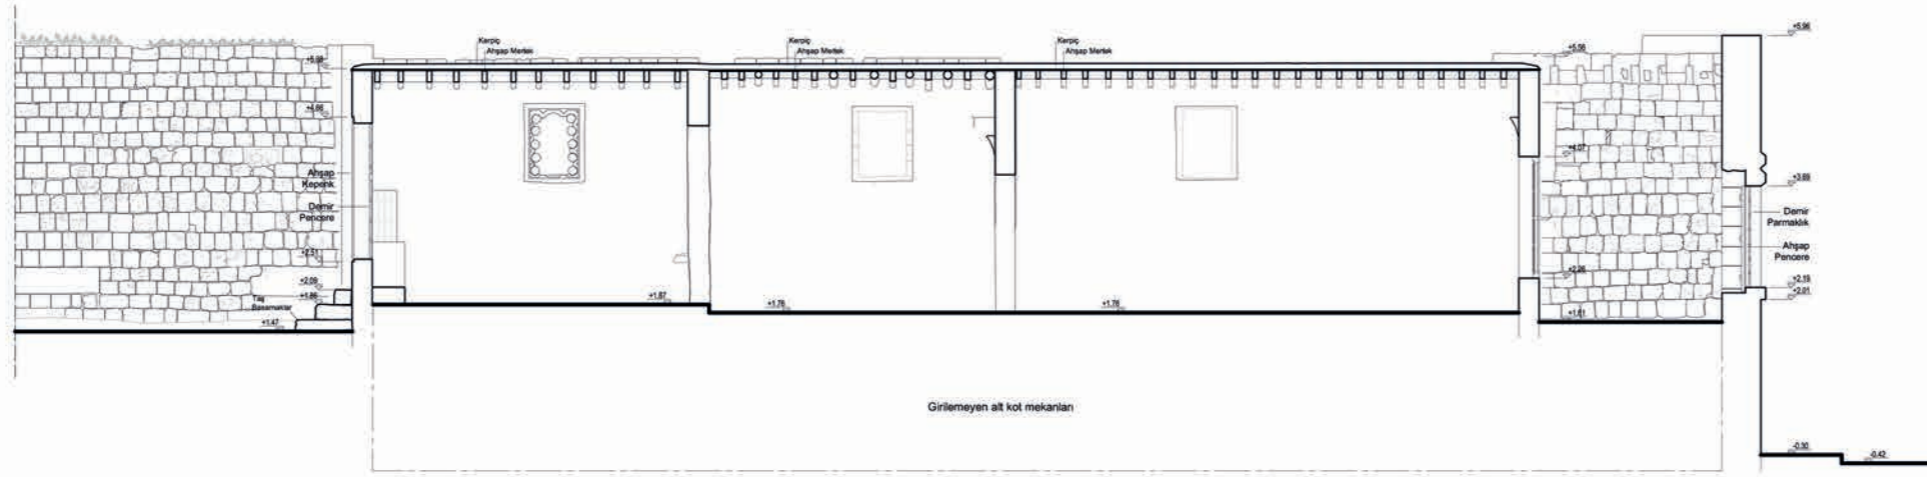 Kerpiç
Ahşap Mertek
Kerpiç
Ahşap Mertek
Kerpiç
Ahşap Mertek
+5.96
+5.56
+4.88
+4.07
Ahşap
Kepenk
+3.69
Demir
Pencere
Demir
Parmaklık
Ahşap
Pencere
+2.51
+2.26
+2.19
+2.01
+2.09
+1.86
Taş
Basamaklar
+1.87
+1.76
+1.76
+1.61
+1.47
Girilemeyen alt kot mekanları
-0.30
-0.42